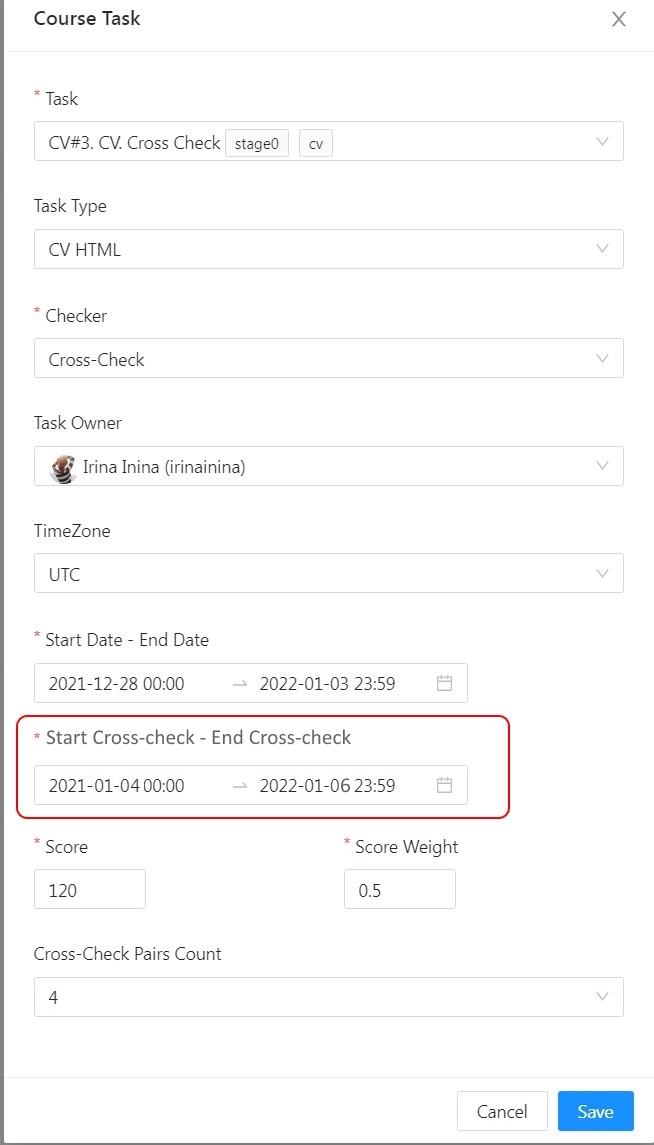 Course Task
* Task
CV#3. CV. Cross Check stage0 cv
Task Type
CV HTML
* Checker
Cross-Check
Task Owner
Irina Inina (irinainina)
TimeZone
UTC
* Start Date - End Date
2021-12-28 00:00 → 2022-01-03 23:59
* Start Cross-check - End Cross-check
2021-01-04 00:00 → 2022-01-06 23:59
* Score * Score Weight
120 0.5
Cross-Check Pairs Count
4
Cancel Save